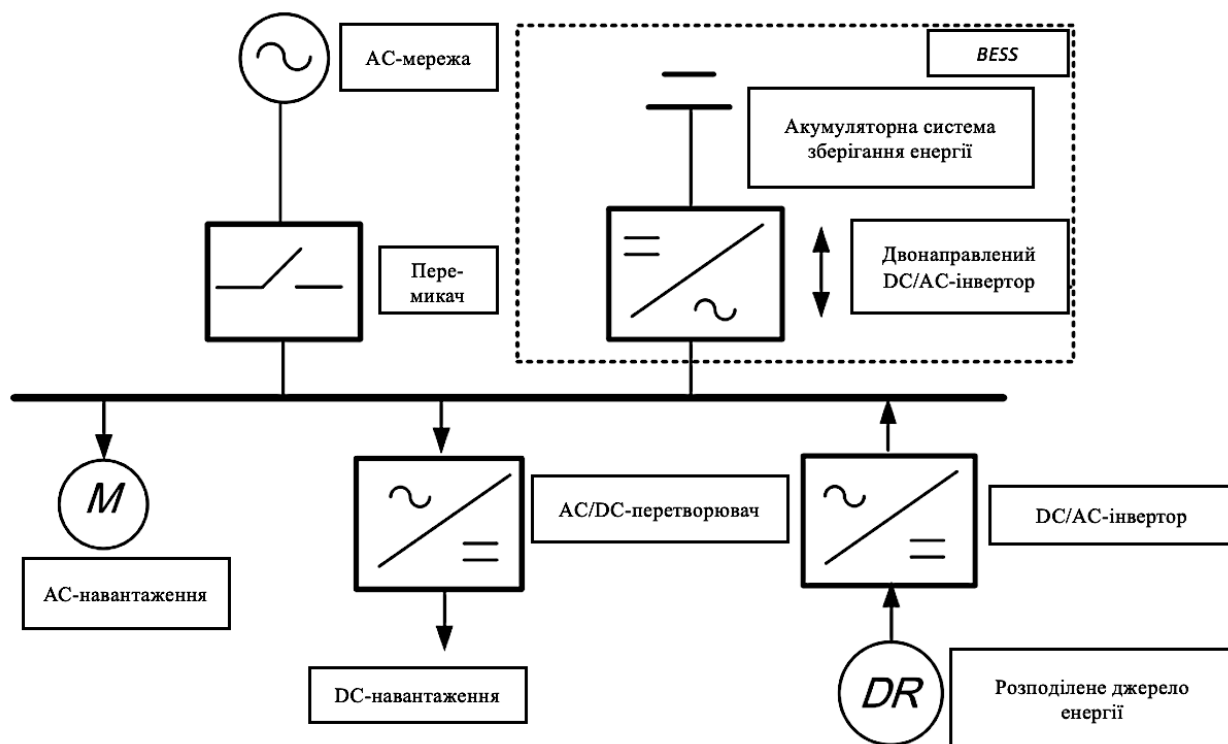 АС-мережа
BESS
Акумуляторна система
зберігання енергії
Пере-
микач
Двонаправлений
DC/AC-інвертор
M
АС-навантаження
AC/DC-перетворювач
DC/AC-інвертор
DC-навантаження
DR
Розподілене джерело
енергії